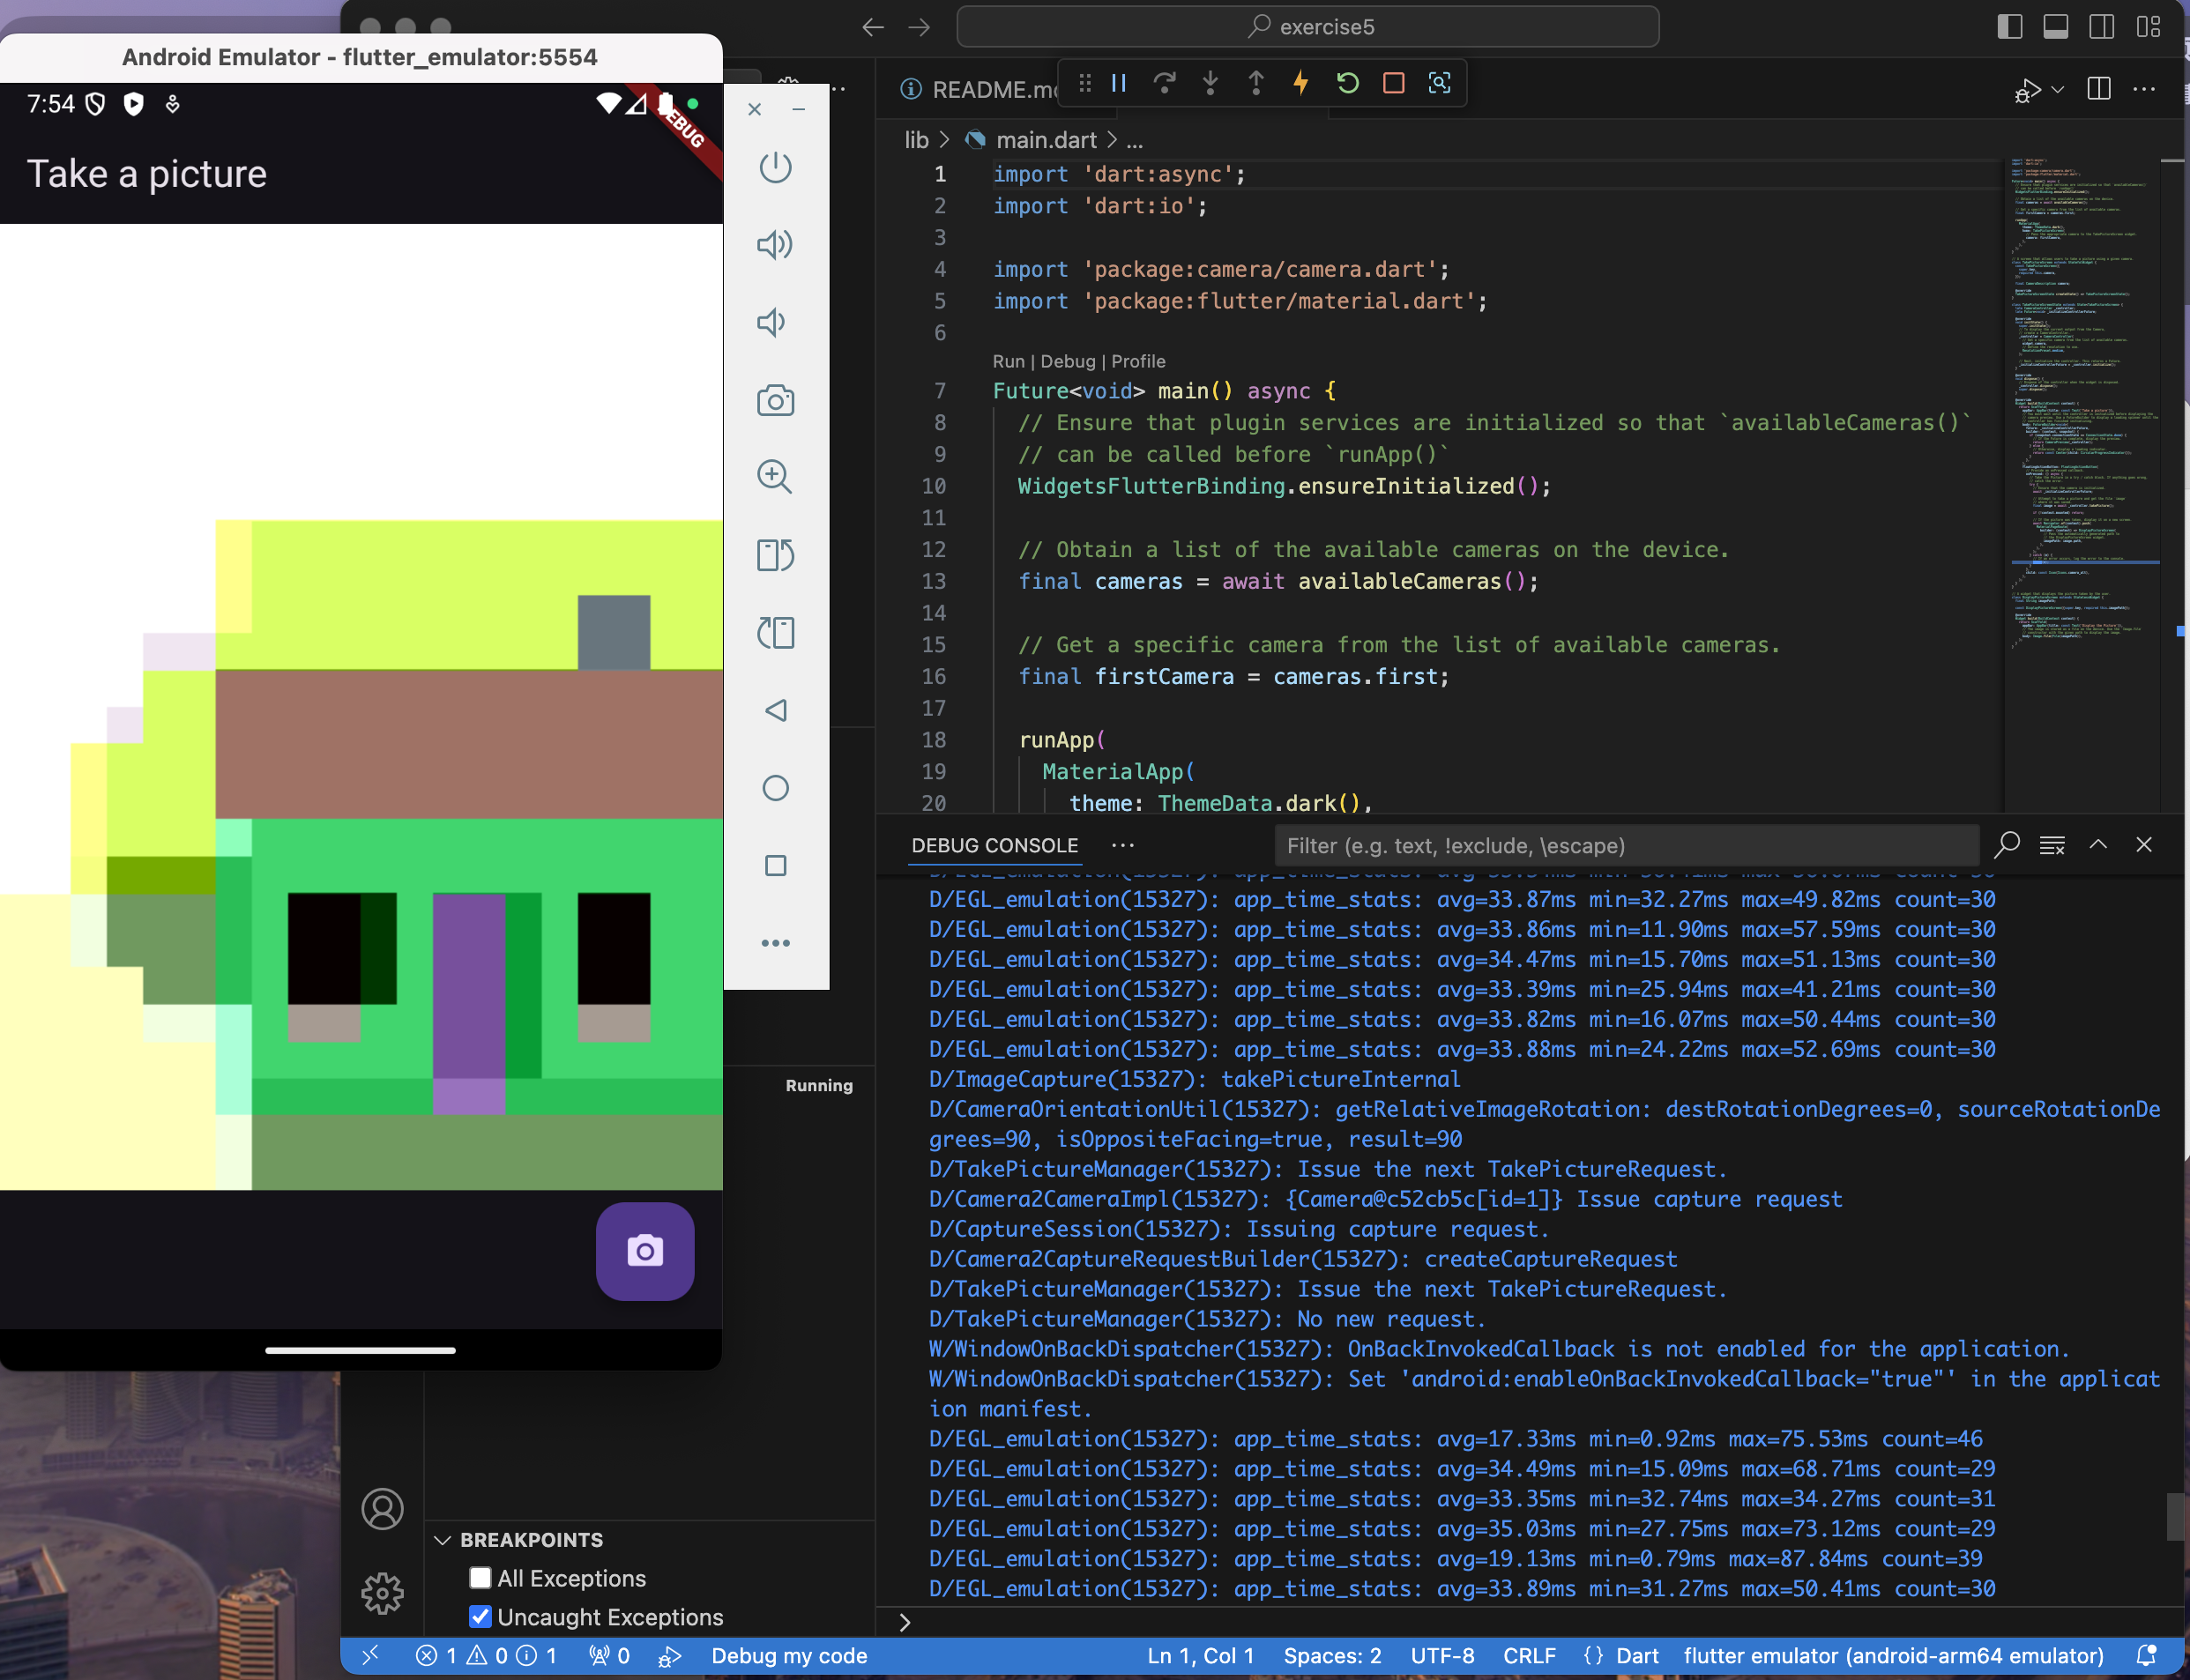 exercise5
Android Emulator - flutter_emulator:5554
7:54
DEBUG
Take a picture
README.md
lib > main.dart > ...
1 import 'dart:async';
2 import 'dart:io';
3
4 import 'package:camera/camera.dart';
5 import 'package:flutter/material.dart';
6
Run | Debug | Profile
7 Future<void> main() async {
8 // Ensure that plugin services are initialized so that `availableCameras()`
9 // can be called before `runApp()`
10 WidgetsFlutterBinding.ensureInitialized();
11
12 // Obtain a list of the available cameras on the device.
13 final cameras = await availableCameras();
14
15 // Get a specific camera from the list of available cameras.
16 final firstCamera = cameras.first;
17
18 runApp(
19 MaterialApp(
20 theme: ThemeData.dark(),
DEBUG CONSOLE
Filter (e.g. text, !exclude, \escape)
D/EGL_emulation(15327): app_time_stats: avg=33.87ms min=32.27ms max=49.82ms count=30
D/EGL_emulation(15327): app_time_stats: avg=33.86ms min=11.90ms max=57.59ms count=30
D/EGL_emulation(15327): app_time_stats: avg=34.47ms min=15.70ms max=51.13ms count=30
D/EGL_emulation(15327): app_time_stats: avg=33.39ms min=25.94ms max=41.21ms count=30
D/EGL_emulation(15327): app_time_stats: avg=33.82ms min=16.07ms max=50.44ms count=30
D/EGL_emulation(15327): app_time_stats: avg=33.88ms min=24.22ms max=52.69ms count=30
D/ImageCapture(15327): takePictureInternal
D/CameraOrientationUtil(15327): getRelativeImageRotation: destRotationDegrees=0, sourceRotationDe
grees=90, isOppositeFacing=true, result=90
D/TakePictureManager(15327): Issue the next TakePictureRequest.
D/Camera2CameraImpl(15327): {Camera@c52cb5c[id=1]} Issue capture request
D/CaptureSession(15327): Issuing capture request.
D/Camera2CaptureRequestBuilder(15327): createCaptureRequest
D/TakePictureManager(15327): Issue the next TakePictureRequest.
D/TakePictureManager(15327): No new request.
W/WindowOnBackDispatcher(15327): OnBackInvokedCallback is not enabled for the application.
W/WindowOnBackDispatcher(15327): Set 'android:enableOnBackInvokedCallback="true"' in the applicat
ion manifest.
D/EGL_emulation(15327): app_time_stats: avg=17.33ms min=0.92ms max=75.53ms count=46
D/EGL_emulation(15327): app_time_stats: avg=34.49ms min=15.09ms max=68.71ms count=29
D/EGL_emulation(15327): app_time_stats: avg=33.35ms min=32.74ms max=34.27ms count=31
D/EGL_emulation(15327): app_time_stats: avg=35.03ms min=27.75ms max=73.12ms count=29
D/EGL_emulation(15327): app_time_stats: avg=19.13ms min=0.79ms max=87.84ms count=39
D/EGL_emulation(15327): app_time_stats: avg=33.89ms min=31.27ms max=50.41ms count=30
Running
BREAKPOINTS
All Exceptions
Uncaught Exceptions
1 0 1 0 Debug my code Ln 1, Col 1 Spaces: 2 UTF-8 CRLF {} Dart flutter emulator (android-arm64 emulator)